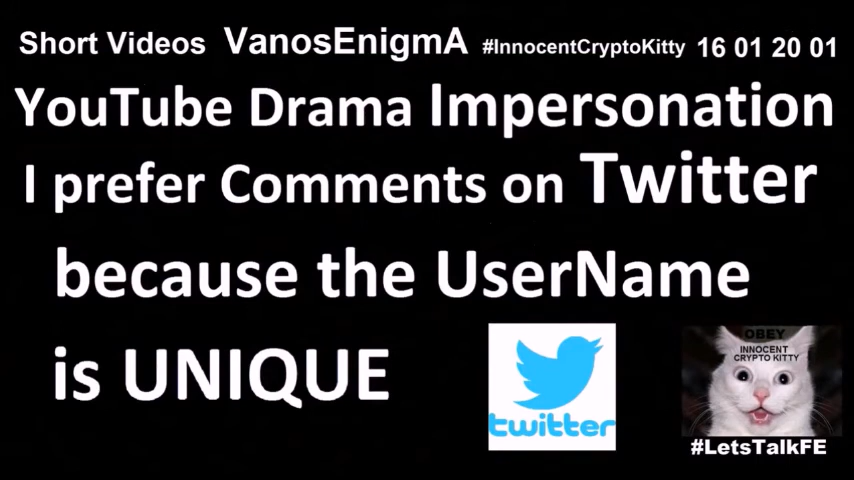 Short Videos VanosEnigmA #InnocentCryptoKitty 16 01 20 01
YouTube Drama Impersonation
I prefer Comments on Twitter
because the UserName
is UNIQUE
twitter
OBEY
INNOCENT
CRYPTO KITTY
#LetsTalkFE